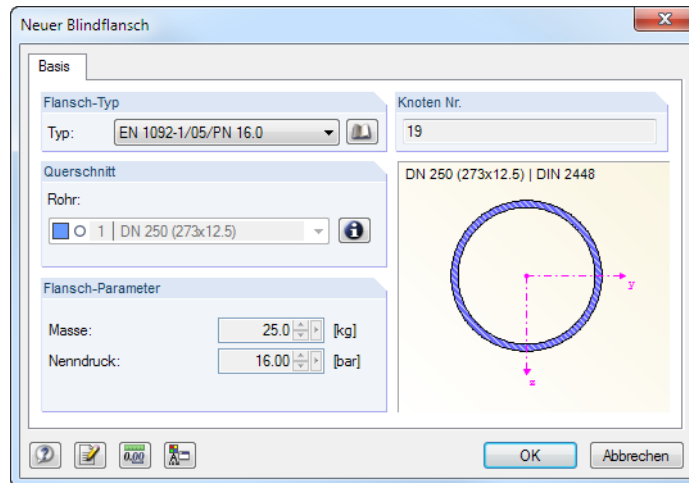 Neuer Blindflansch
Basis
Flansch-Typ
Typ: EN 1092-1/05/PN 16.0
Knoten Nr.
19
Querschnitt
Rohr:
1 DN 250 (273x12.5)
DN 250 (273x12.5) | DIN 2448
y
z
Flansch-Parameter
Masse: 25.0 [kg]
Nenndruck: 16.00 [bar]
0.00
OK
Abbrechen